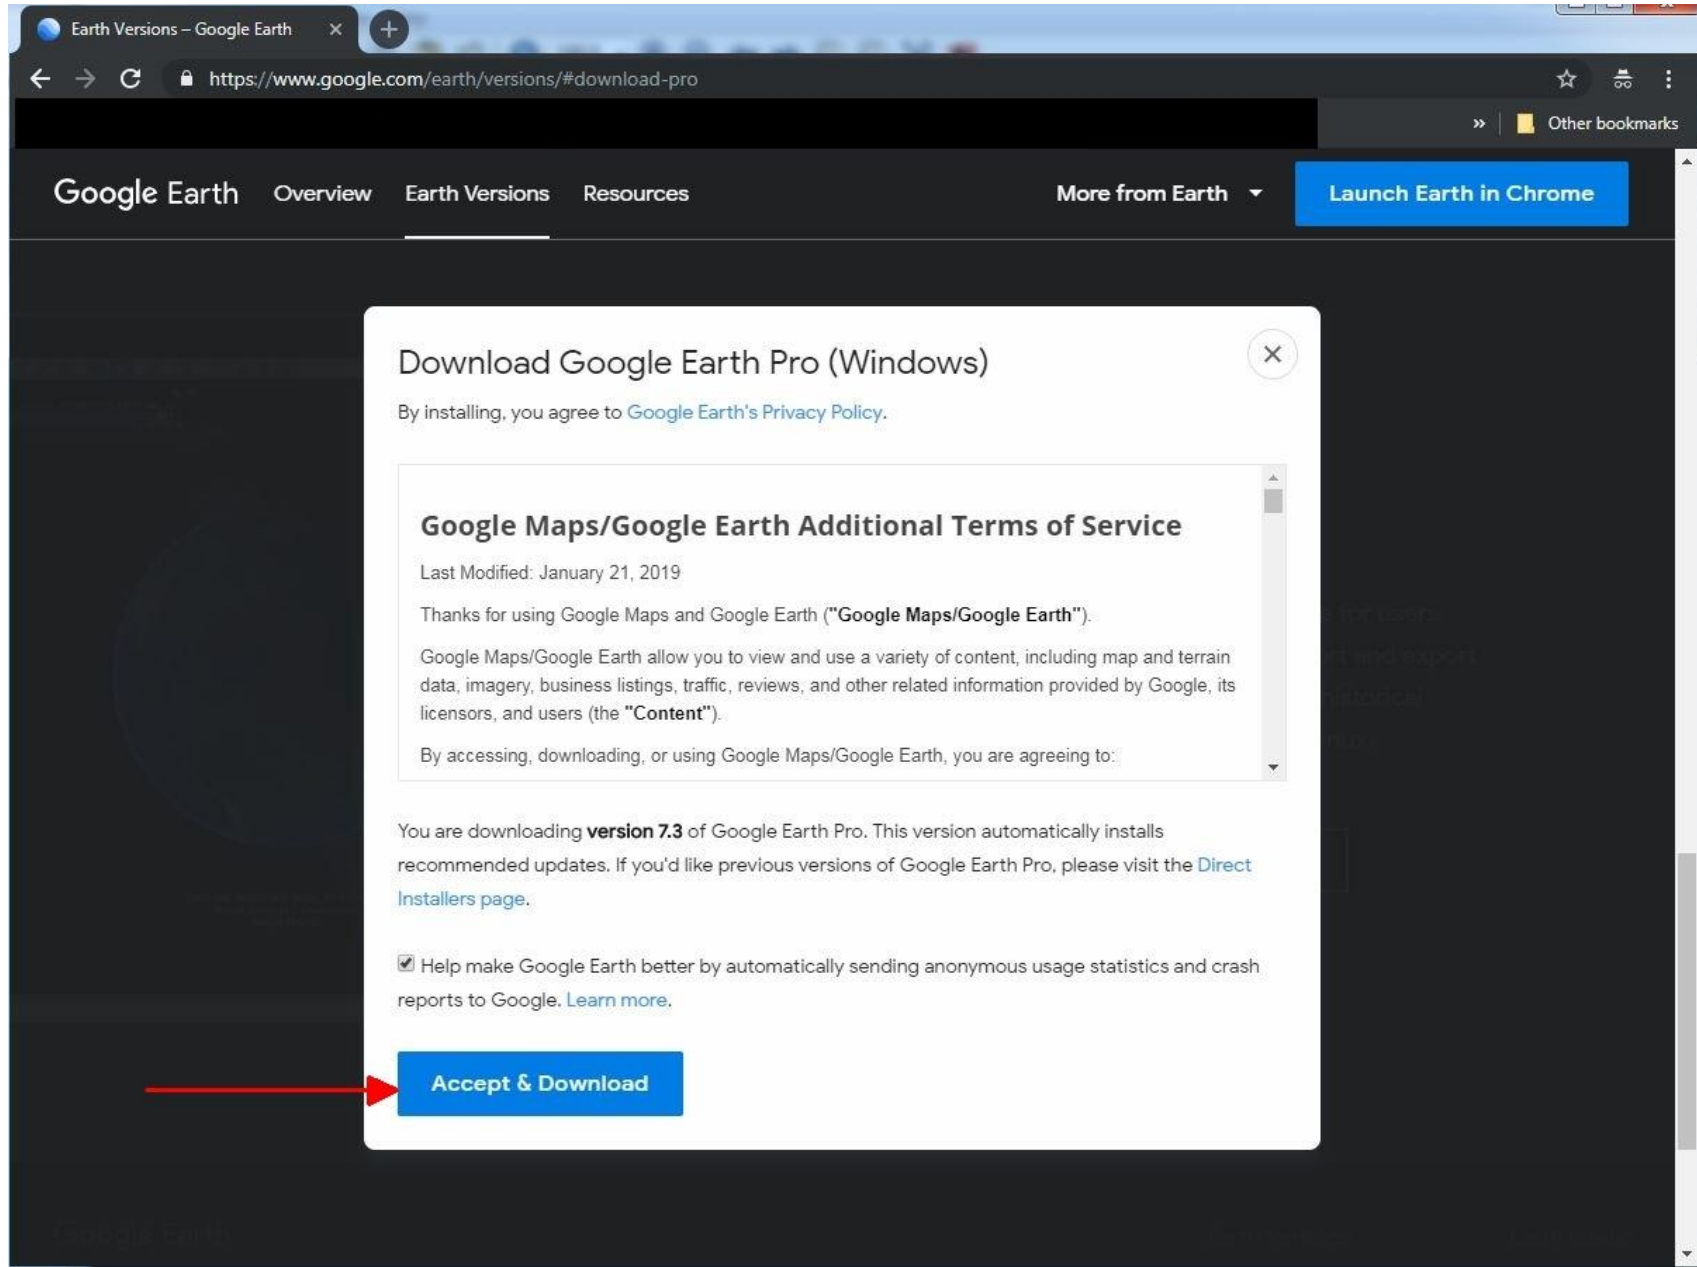 Earth Versions – Google Earth
https://www.google.com/earth/versions/#download-pro
» Other bookmarks
Google Earth Overview Earth Versions Resources More from Earth Launch Earth in Chrome
Download Google Earth Pro (Windows)
By installing, you agree to Google Earth's Privacy Policy.
Google Maps/Google Earth Additional Terms of Service
Last Modified: January 21, 2019
Thanks for using Google Maps and Google Earth ("Google Maps/Google Earth").
Google Maps/Google Earth allow you to view and use a variety of content, including map and terrain
data, imagery, business listings, traffic, reviews, and other related information provided by Google, its
licensors, and users (the "Content").
By accessing, downloading, or using Google Maps/Google Earth, you are agreeing to:
You are downloading version 7.3 of Google Earth Pro. This version automatically installs
recommended updates. If you'd like previous versions of Google Earth Pro, please visit the Direct
Installers page.
Help make Google Earth better by automatically sending anonymous usage statistics and crash
reports to Google. Learn more.
Accept & Download